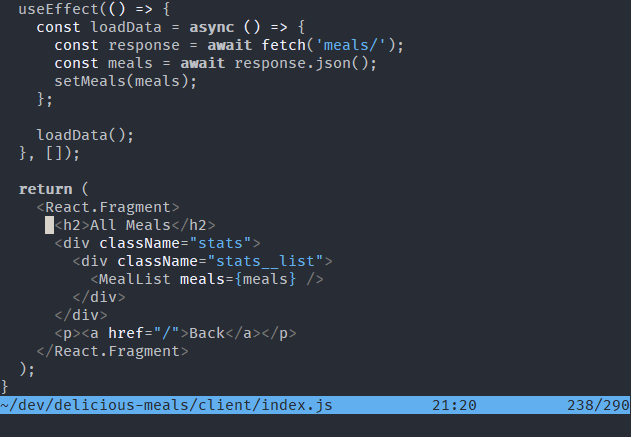 useEffect(() => {
  const loadData = async () => {
    const response = await fetch('meals/');
    const meals = await response.json();
    setMeals(meals);
  };

  loadData();
}, []);

return (
  <React.Fragment>
    <h2>All Meals</h2>
    <div className="stats">
      <div className="stats__list">
        <MealList meals={meals} />
      </div>
    </div>
    <p><a href="/">Back</a></p>
  </React.Fragment>
);
}
~/dev/delicious-meals/client/index.js 21:20 238/290